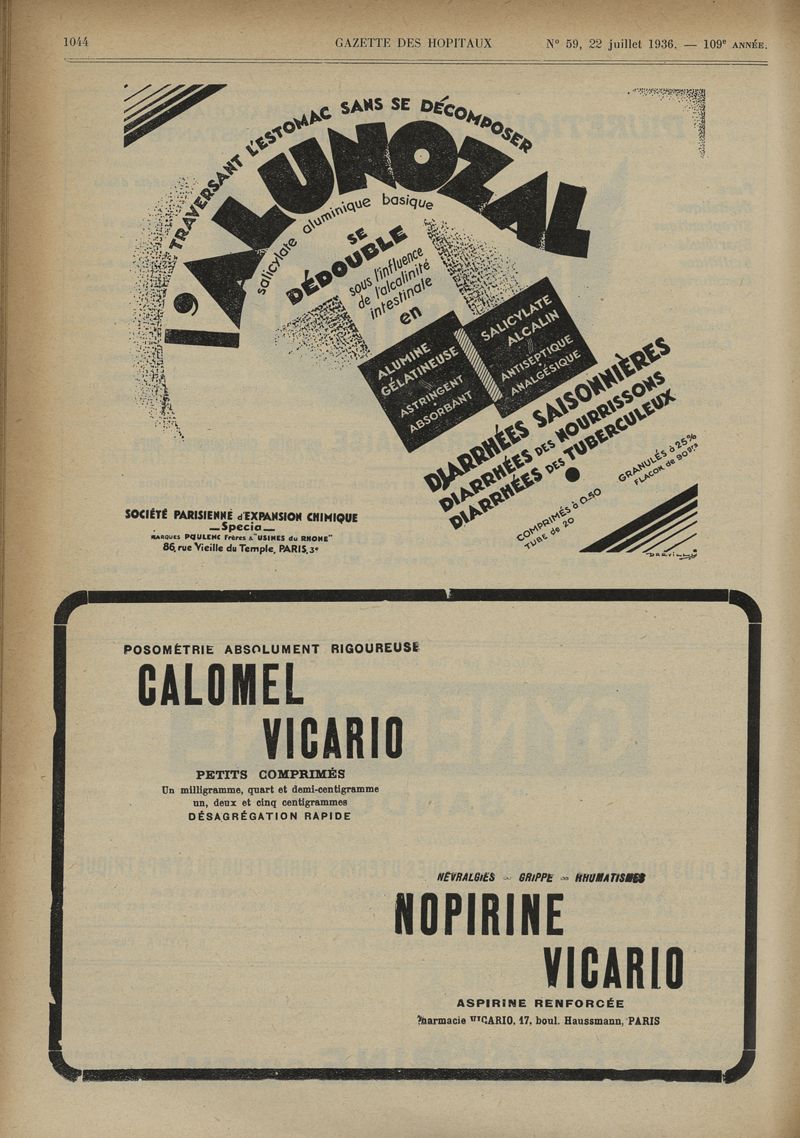 1044
GAZETTE DES HOPITAUX
N° 59, 22 juillet 1936. — 109e ANNÉE.
TRAVERSANT L'ESTOMAC SANS SE DÉCOMPOSER
l'ALUNOZAL
salicylate aluminique basique
SE
DÉDOUBLE
sous l'influence
de l'alcalinité
intestinale
en
ALUMINE
GÉLATINEUSE
ASTRINGENT
ABSORBANT
SALICYLATE
ALCALIN
ANTISEPTIQUE
ANALGÉSIQUE
DIARRHÉES SAISONNIÈRES
DIARRHÉES DES NOURRISSONS
DIARRHÉES DES TUBERCULEUX
COMPRIMÉS à 0.50
TUBE de 20
GRANULÉS à 25%
FLACON de 90 grs
SOCIÉTÉ PARISIENNE d'EXPANSION CHIMIQUE
_Specia_
MARQUES POULENC Frères & "USINES du RHONE"
86, rue Vieille du Temple, PARIS, 3e
POSOMÉTRIE ABSOLUMENT RIGOUREUSE
CALOMEL
VICARIO
PETITS COMPRIMÉS
Un milligramme, quart et demi-centigramme
un, deux et cinq centigrammes
DÉSAGRÉGATION RAPIDE
NÉVRALGIES - GRIPPE - RHUMATISMES
NOPIRINE
VICARIO
ASPIRINE RENFORCÉE
Pharmacie VICARIO, 17, boul. Haussmann, PARIS